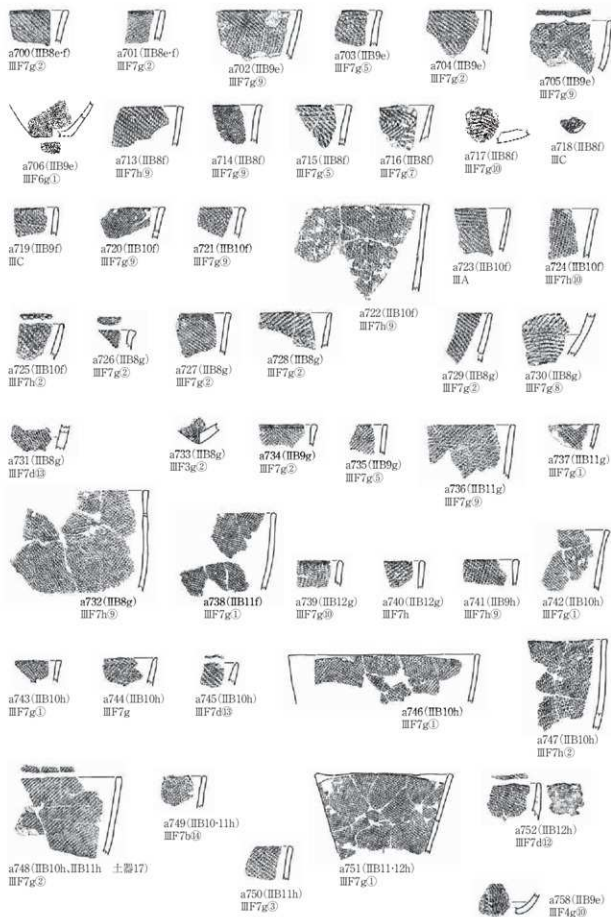 a700(ⅡB8e·f)
ⅢF7g②
a701(ⅡB8e·f)
ⅢF7g②
a702(ⅡB9e)
ⅢF7g⑨
a703(ⅡB9e)
ⅢF7g⑤
a704(ⅡB9e)
ⅢF7g②
a705(ⅡB9e)
ⅢF7g⑨
a706(ⅡB9e)
ⅢF6g①
a713(ⅡB8f)
ⅢF7h⑨
a714(ⅡB8f)
ⅢF7g⑨
a715(ⅡB8f)
ⅢF7g⑤
a716(ⅡB8f)
ⅢF7g⑦
a717(ⅡB8f)
ⅢF7g⑩
a718(ⅡB8f)
ⅢC
a719(ⅡB9f)
ⅢC
a720(ⅡB10f)
ⅢF7g⑨
a721(ⅡB10f)
ⅢF7g⑨
a722(ⅡB10f)
ⅢF7h⑨
a723(ⅡB10f)
ⅢA
a724(ⅡB10f)
ⅢF7h⑩
a725(ⅡB10f)
ⅢF7h②
a726(ⅡB8g)
ⅢF7g②
a727(ⅡB8g)
ⅢF7g②
a728(ⅡB8g)
ⅢF7g②
a729(ⅡB8g)
ⅢF7g②
a730(ⅡB8g)
ⅢF7g⑧
a731(ⅡB8g)
ⅢF7d⑬
a733(ⅡB8g)
ⅢF3g②
a734(ⅡB9g)
ⅢF7g②
a735(ⅡB9g)
ⅢF7g⑤
a736(ⅡB11g)
ⅢF7g⑨
a737(ⅡB11g)
ⅢF7g①
a732(ⅡB8g)
ⅢF7h⑨
a738(ⅡB11f)
ⅢF7g①
a739(ⅡB12g)
ⅢF7g⑩
a740(ⅡB12g)
ⅢF7h
a741(ⅡB9h)
ⅢF7h⑨
a742(ⅡB10h)
ⅢF7g①
a743(ⅡB10h)
ⅢF7g①
a744(ⅡB10h)
ⅢF7g
a745(ⅡB10h)
ⅢF7d⑬
a746(ⅡB10h)
ⅢF7g①
a747(ⅡB10h)
ⅢF7h②
a748(ⅡB10h、ⅡB11h 土器17)
ⅢF7g②
a749(ⅡB10·11h)
ⅢF7b⑭
a750(ⅡB11h)
ⅢF7g③
a751(ⅡB11·12h)
ⅢF7g①
a752(ⅡB12h)
ⅢF7d⑫
a758(ⅡB9e)
ⅢF4g⑩